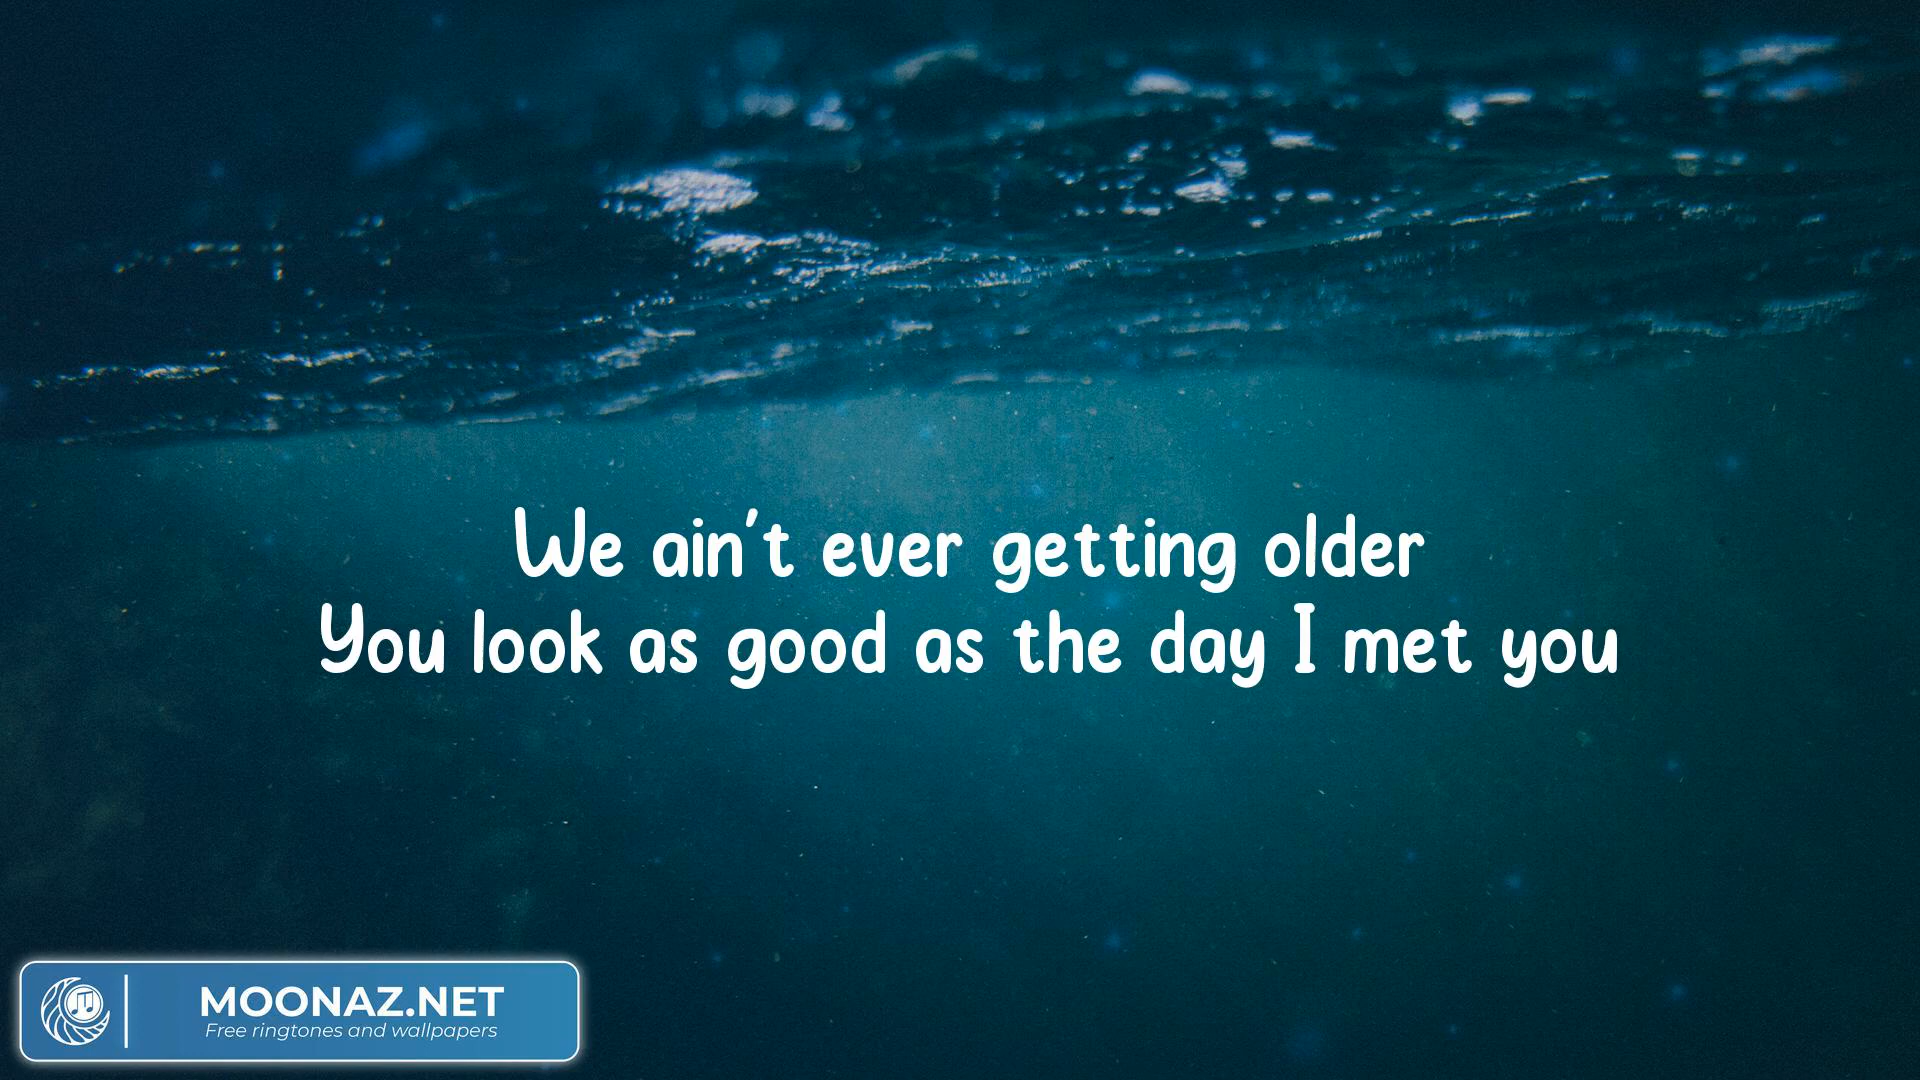 We ain't ever getting older
You look as good as the day I met you
MOONAZ.NET
Free ringtones and wallpapers